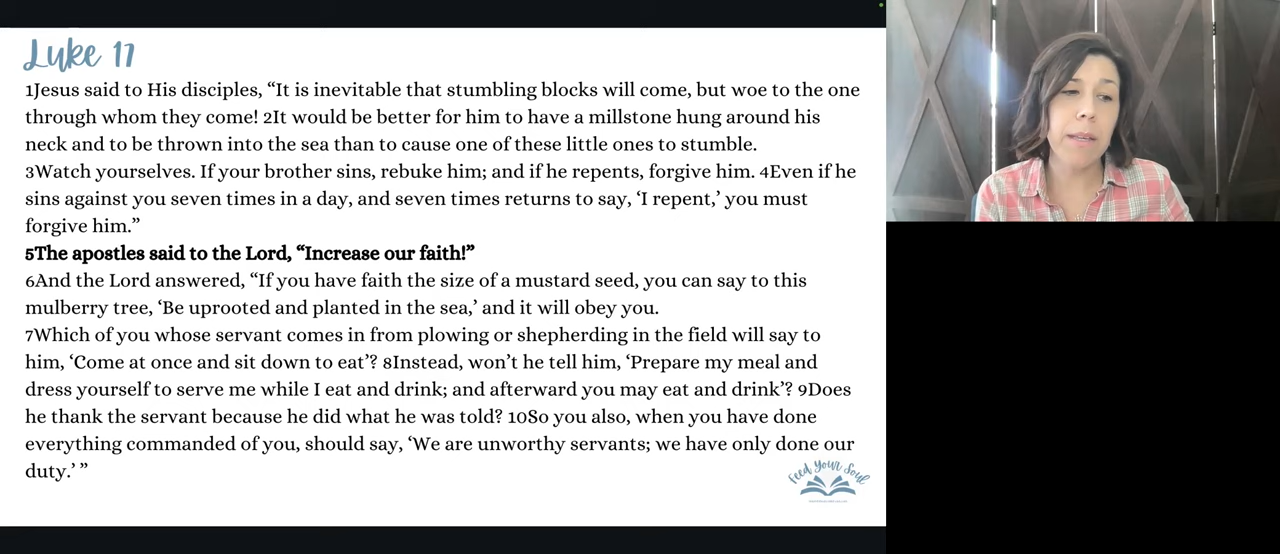 Luke 17
1Jesus said to His disciples, “It is inevitable that stumbling blocks will come, but woe to the one
through whom they come! 2It would be better for him to have a millstone hung around his
neck and to be thrown into the sea than to cause one of these little ones to stumble.
3Watch yourselves. If your brother sins, rebuke him; and if he repents, forgive him. 4Even if he
sins against you seven times in a day, and seven times returns to say, ‘I repent,’ you must
forgive him.”
5The apostles said to the Lord, “Increase our faith!”
6And the Lord answered, “If you have faith the size of a mustard seed, you can say to this
mulberry tree, ‘Be uprooted and planted in the sea,’ and it will obey you.
7Which of you whose servant comes in from plowing or shepherding in the field will say to
him, ‘Come at once and sit down to eat’? 8Instead, won’t he tell him, ‘Prepare my meal and
dress yourself to serve me while I eat and drink; and afterward you may eat and drink’? 9Does
he thank the servant because he did what he was told? 10So you also, when you have done
everything commanded of you, should say, ‘We are unworthy servants; we have only done our
duty.’ ”
Feed Your Soul